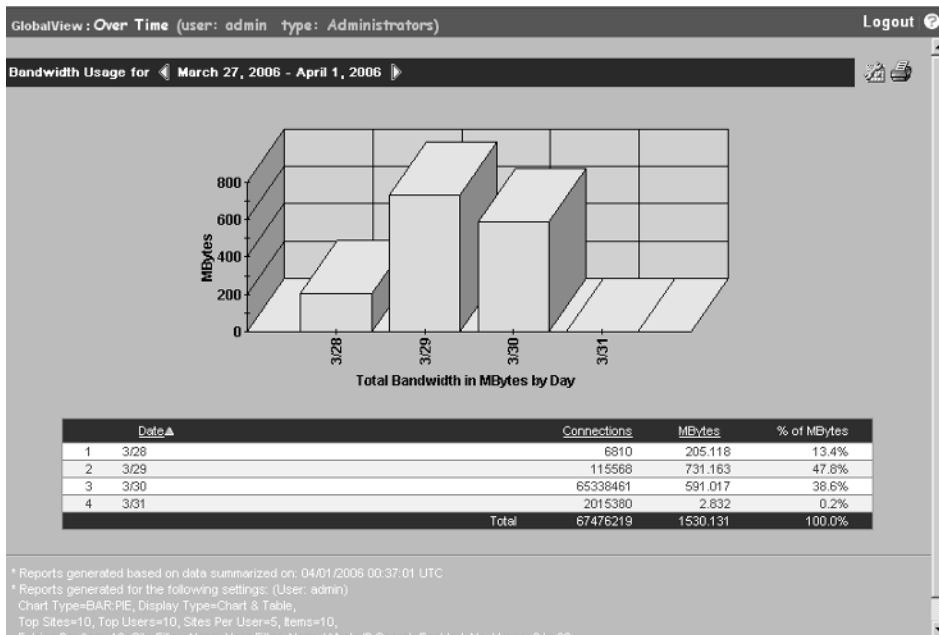 GlobalView : Over Time (user: admin type: Administrators)
Logout ?
Bandwidth Usage for March 27, 2006 - April 1, 2006
800
600
400
200
0
MBytes
3/28
3/29
3/30
3/31
Total Bandwidth in MBytes by Day
Date Connections MBytes % of MBytes
1 3/28 6810 205.118 13.4%
2 3/29 115568 731.163 47.8%
3 3/30 65338461 591.017 38.6%
4 3/31 2015380 2.832 0.2%
Total 67476219 1530.131 100.0%
* Reports generated based on data summarized on: 04/01/2006 00:37:01 UTC
* Reports generated for the following settings: (User: admin)
Chart Type=BAR:PIE, Display Type=Chart & Table,
Top Sites=10, Top Users=10, Sites Per User=5, Items=10,